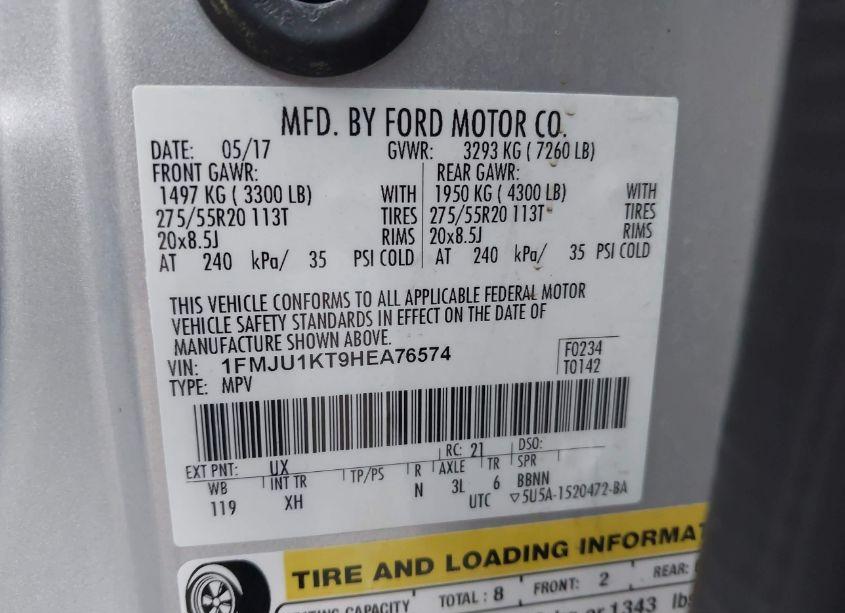 MFD. BY FORD MOTOR CO.
DATE: 05/17 GVWR: 3293 KG ( 7260 LB)
FRONT GAWR: REAR GAWR:
1497 KG ( 3300 LB) WITH 1950 KG ( 4300 LB) WITH
275/55R20 113T TIRES 275/55R20 113T TIRES
20x8.5J RIMS 20x8.5J RIMS
AT 240 kPa/ 35 PSI COLD AT 240 kPa/ 35 PSI COLD
THIS VEHICLE CONFORMS TO ALL APPLICABLE FEDERAL MOTOR
VEHICLE SAFETY STANDARDS IN EFFECT ON THE DATE OF
MANUFACTURE SHOWN ABOVE.
VIN: 1FMJU1KT9HEA76574 F0234
TYPE: MPV T0142
EXT PNT: UX RC: 21 DSO:
WB INT TR TP/PS R AXLE TR SPR
119 XH N 3L 6 BBNN
UTC ▽5U5A-1520472-BA
TIRE AND LOADING INFORMAT
CAPACITY TOTAL : 8 FRONT: 2 REAR:
or 1343 lbs